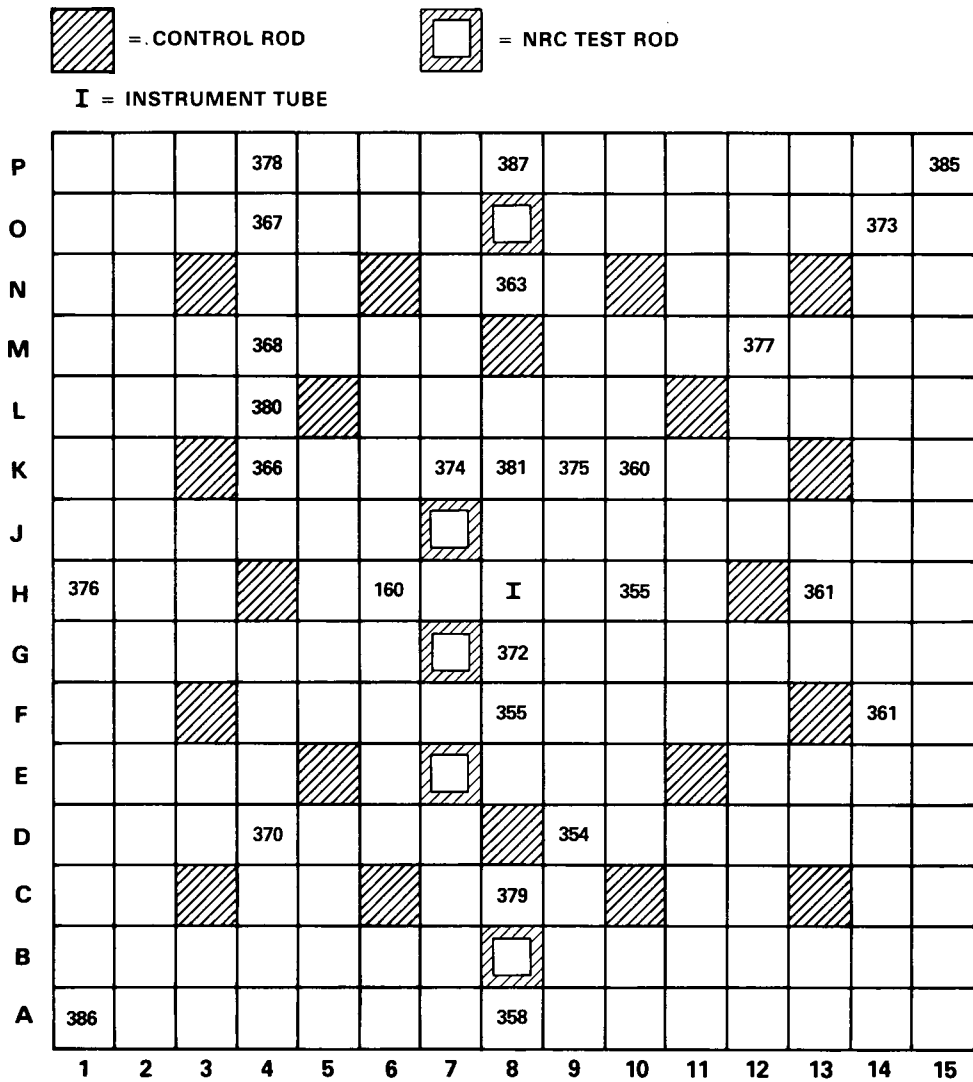 = . CONTROL ROD = NRC TEST ROD
I = INSTRUMENT TUBE
P 378 387 385
O 367 373
N 363
M 368 377
L 380
K 366 374 381 375 360
J
H 376 160 I 355 361
G 372
F 355 361
E
D 370 354
C 379
B
A 386 358
1 2 3 4 5 6 7 8 9 10 11 12 13 14 15